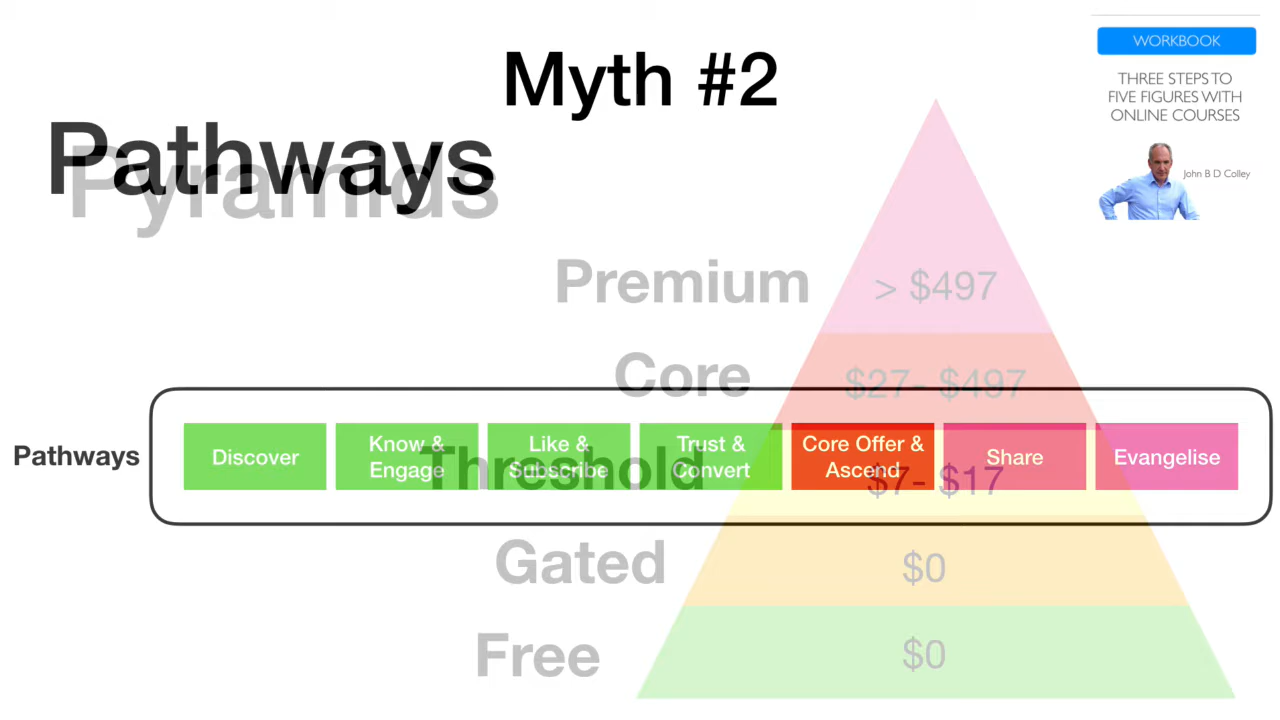 WORKBOOK
Myth #2
THREE STEPS TO
FIVE FIGURES WITH
ONLINE COURSES
John B D Colley
Pathways
Pyramids
Premium > $497
Core $27- $497
Pathways
Discover
Know &
Engage
Like &
Subscribe
Trust &
Convert
Core Offer &
Ascend
Share
Evangelise
Threshold $7- $17
Gated $0
Free $0